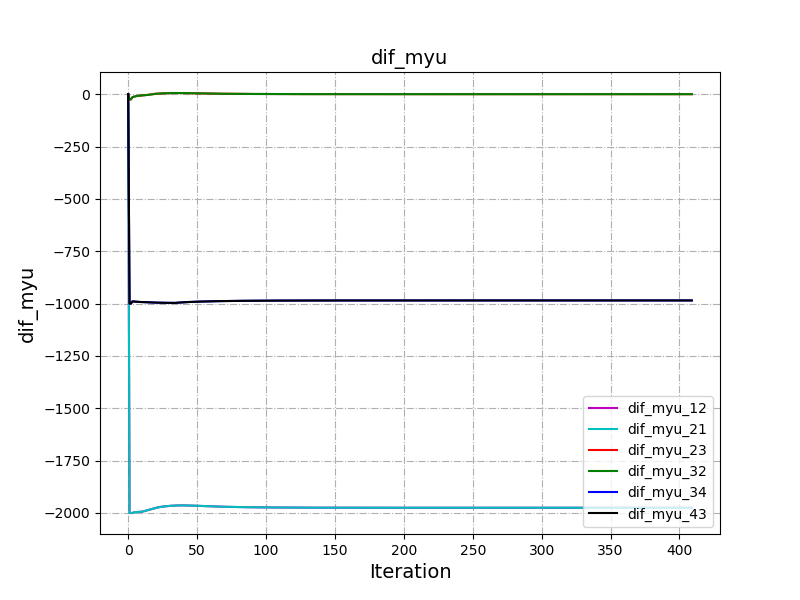 dif_myu
0
−250
−500
−750
−1000
−1250
−1500
−1750
−2000
dif_myu
0 50 100 150 200 250 300 350 400
Iteration
dif_myu_12
dif_myu_21
dif_myu_23
dif_myu_32
dif_myu_34
dif_myu_43